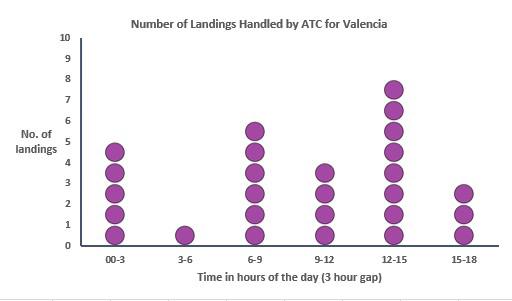 Number of Landings Handled by ATC for Valencia
10
9
8
7
6
5
4
3
2
1
0
No. of
landings
00-3 3-6 6-9 9-12 12-15 15-18
Time in hours of the day (3 hour gap)